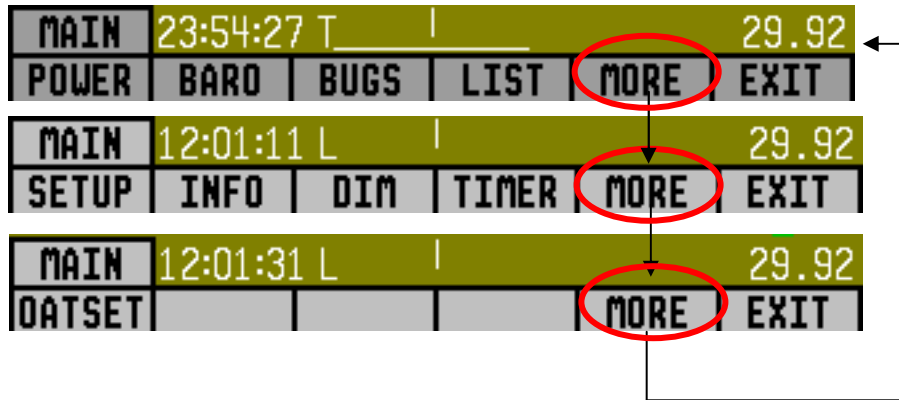 MAIN 23:54:27 T 29.92
POWER BARO BUGS LIST MORE EXIT
MAIN 12:01:11 L 29.92
SETUP INFO DIM TIMER MORE EXIT
MAIN 12:01:31 L 29.92
OATSET MORE EXIT